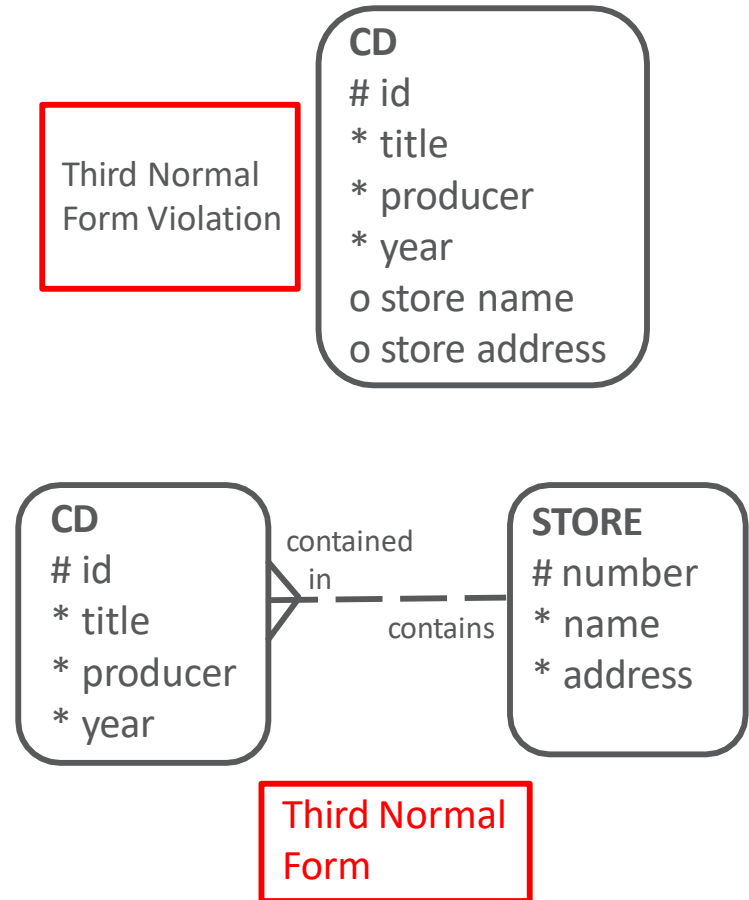 CD
# id
* title
* producer
* year
o store name
o store address
Third Normal
Form Violation
CD
# id
* title
* producer
* year
contained
in
contains
STORE
# number
* name
* address
Third Normal
Form